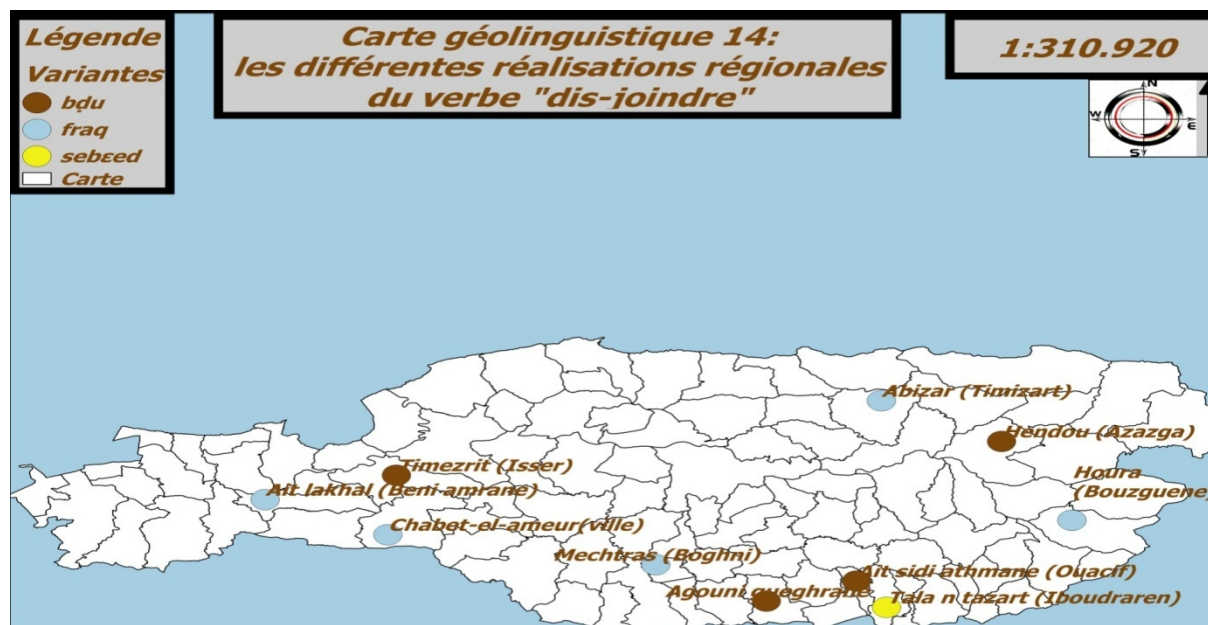 Légende
Variantes
bḍu
fraq
sebɛed
Carte
Carte géolinguistique 14:
les différentes réalisations régionales
du verbe "dis-joindre"
1:310.920
N
W
E
S
Abizar (Timizart)
Hendou (Azazga)
Timezrit (Isser)
Houra
(Bouzguene)
Ait lakhal (Beni amrane)
Chabet-el-ameur(ville)
Mechtras (Boghni)
Ait sidi athmane (Ouacif)
Agouni gueghrane
Tala n tazart (Iboudraren)